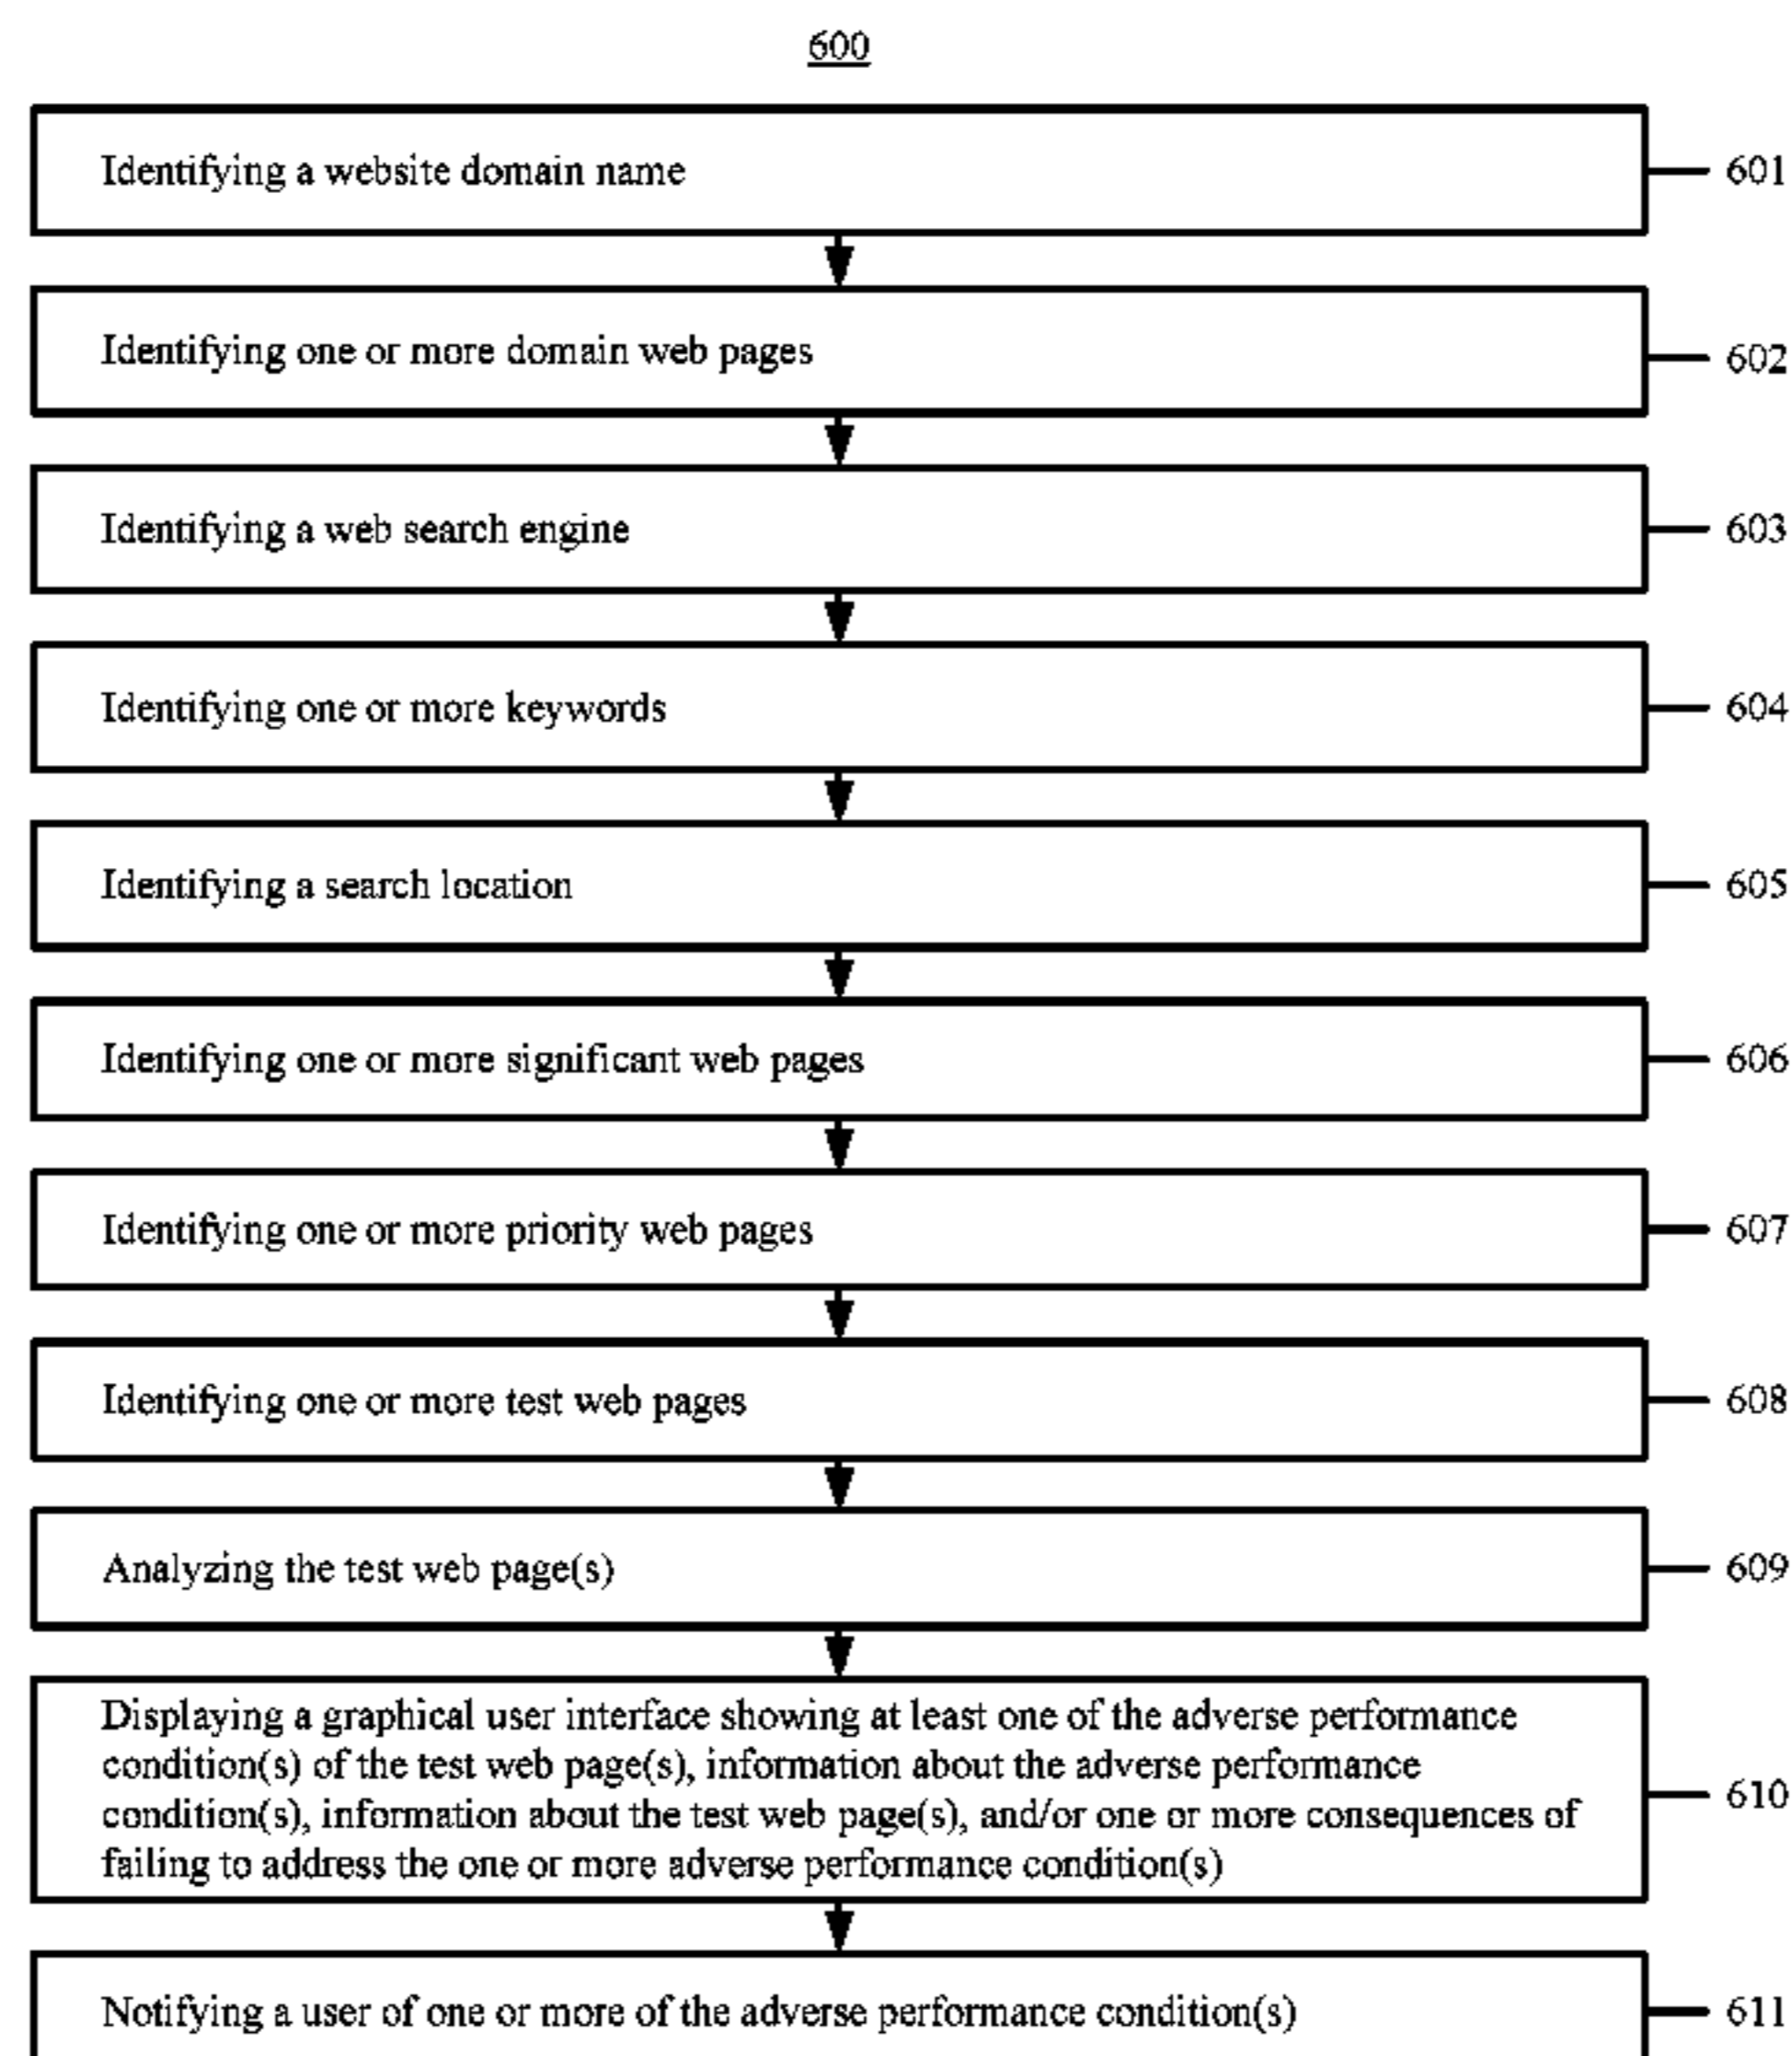 600
Identifying a website domain name
601
Identifying one or more domain web pages
602
Identifying a web search engine
603
Identifying one or more keywords
604
Identifying a search location
605
Identifying one or more significant web pages
606
Identifying one or more priority web pages
607
Identifying one or more test web pages
608
Analyzing the test web page(s)
609
Displaying a graphical user interface showing at least one of the adverse performance
condition(s) of the test web page(s), information about the adverse performance
condition(s), information about the test web page(s), and/or one or more consequences of
failing to address the one or more adverse performance condition(s)
610
Notifying a user of one or more of the adverse performance condition(s)
611